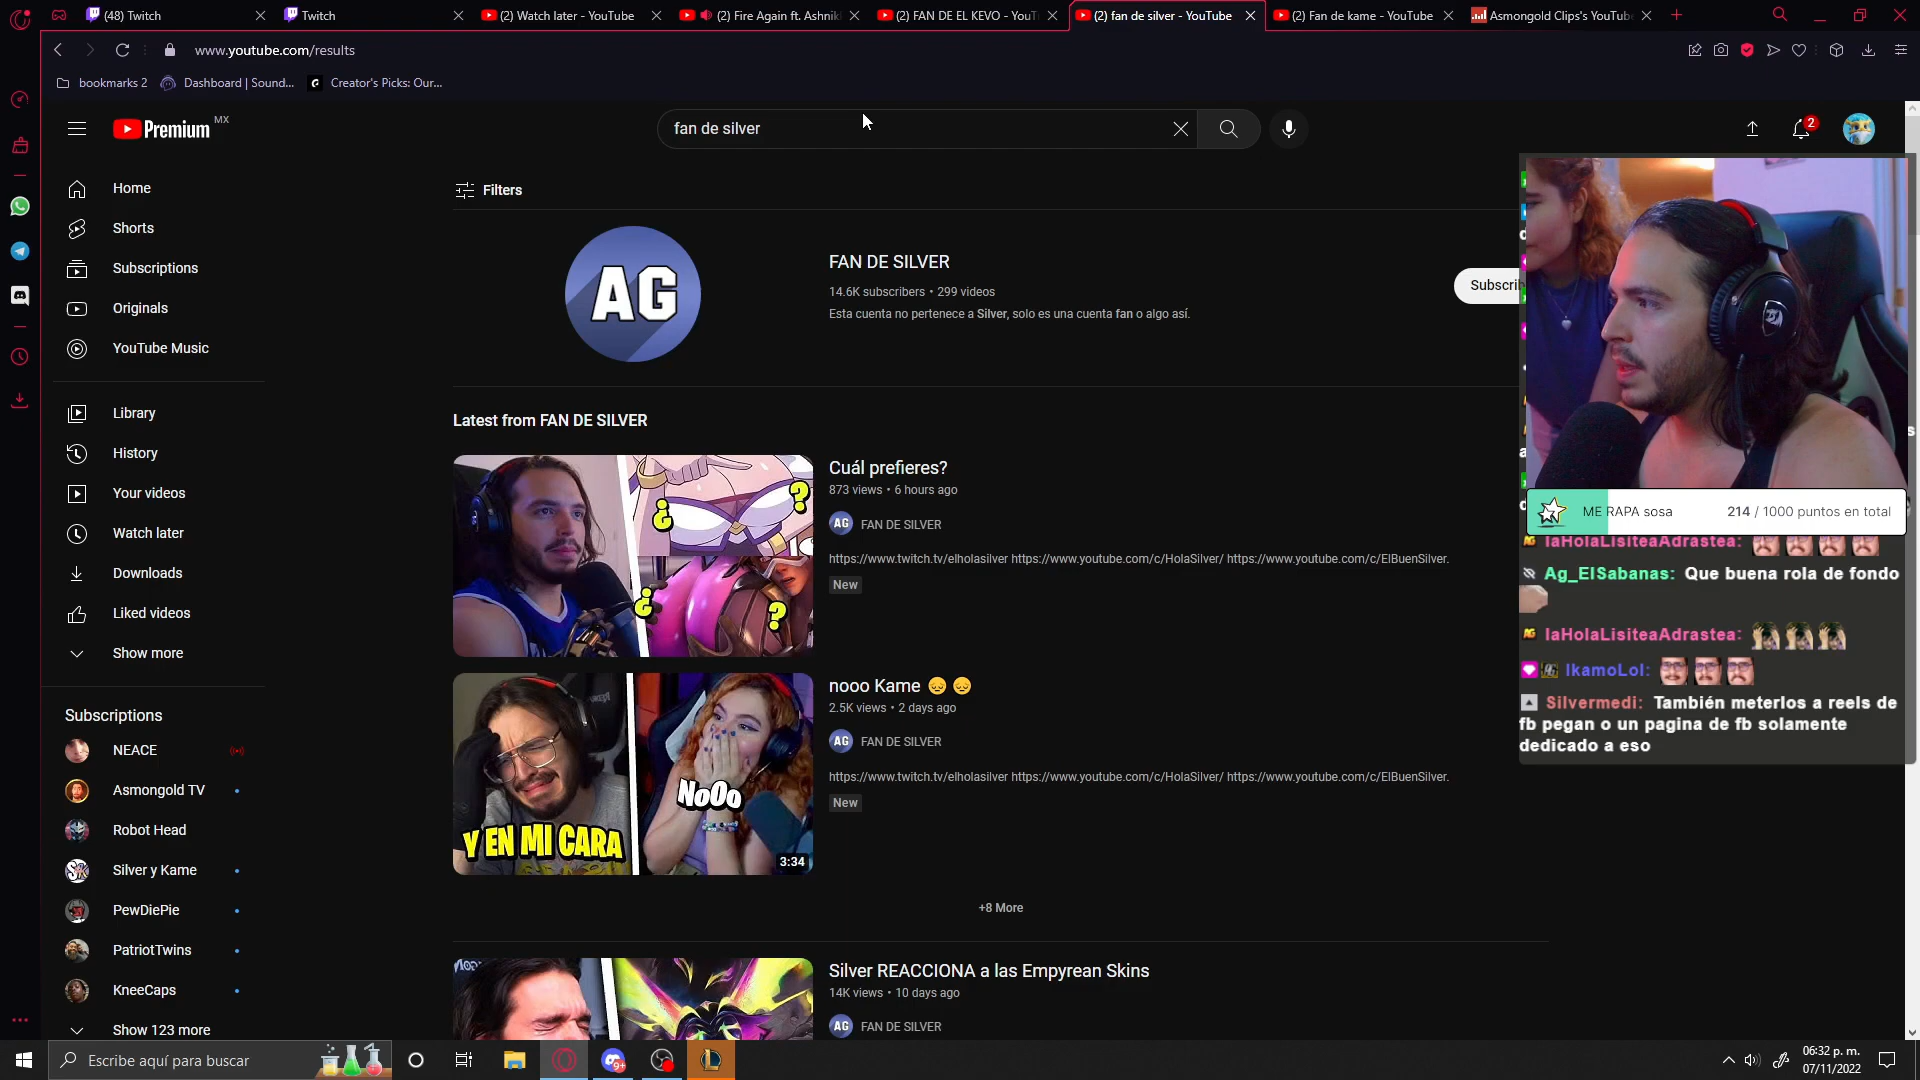 (48) Twitch
Twitch
(2) Watch later - YouTube
(2) Fire Again ft. Ashnik
(2) FAN DE EL KEVO - YouT
(2) fan de silver - YouTube
(2) Fan de kame - YouTube
Asmongold Clips's YouTub
www.youtube.com/results
bookmarks 2
Dashboard | Sound...
Creator's Picks: Our...
Premium MX
fan de silver
2
Home
Shorts
Subscriptions
Originals
YouTube Music
Library
History
Your videos
Watch later
Downloads
Liked videos
Show more
Subscriptions
NEACE
Asmongold TV
Robot Head
Silver y Kame
PewDiePie
PatriotTwins
KneeCaps
Show 123 more
Filters
AG
FAN DE SILVER
14.6K subscribers • 299 videos
Esta cuenta no pertenece a Silver, solo es una cuenta fan o algo así.
Subscrib
Latest from FAN DE SILVER
¿ ?
¿ ?
Cuál prefieres?
873 views • 6 hours ago
AG FAN DE SILVER
https://www.twitch.tv/elholasilver https://www.youtube.com/c/HolaSilver/ https://www.youtube.com/c/ElBuenSilver.
New
Y EN MI CARA
NoOo
3:34
nooo Kame 😔 😔
2.5K views • 2 days ago
AG FAN DE SILVER
https://www.twitch.tv/elholasilver https://www.youtube.com/c/HolaSilver/ https://www.youtube.com/c/ElBuenSilver.
New
+8 More
Silver REACCIONA a las Empyrean Skins
14K views • 10 days ago
AG FAN DE SILVER
ME RAPA sosa
214 / 1000 puntos en total
laHolaLisiteaAdrastea:
Ag_ElSabanas: Que buena rola de fondo
laHolaLisiteaAdrastea:
IkamoLol:
Silvermedi: También meterlos a reels de
fb pegan o un pagina de fb solamente
dedicado a eso
Escribe aquí para buscar
9+
06:32 p. m.
07/11/2022